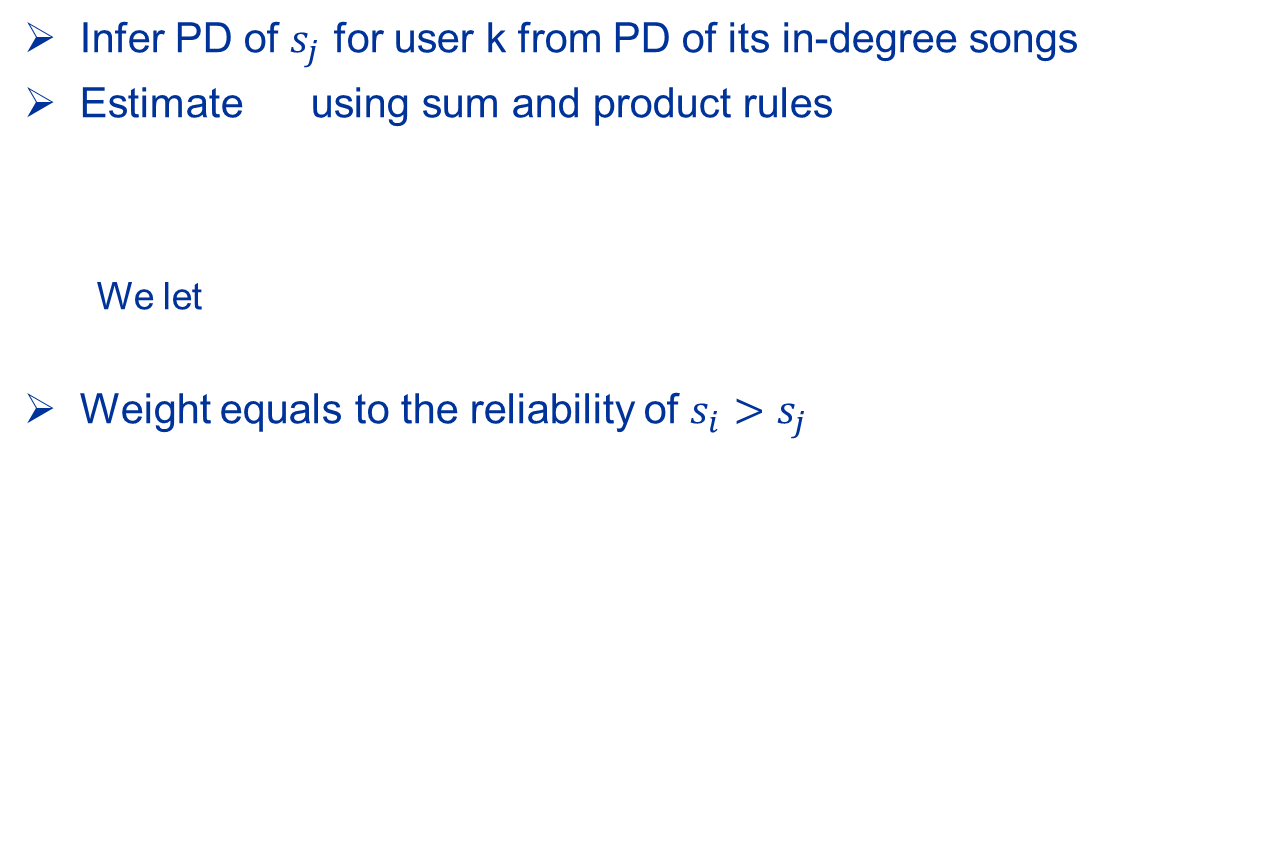 ➢ Infer PD of s_j for user k from PD of its in-degree songs
➢ Estimate using sum and product rules
We let
➢ Weight equals to the reliability of s_i > s_j